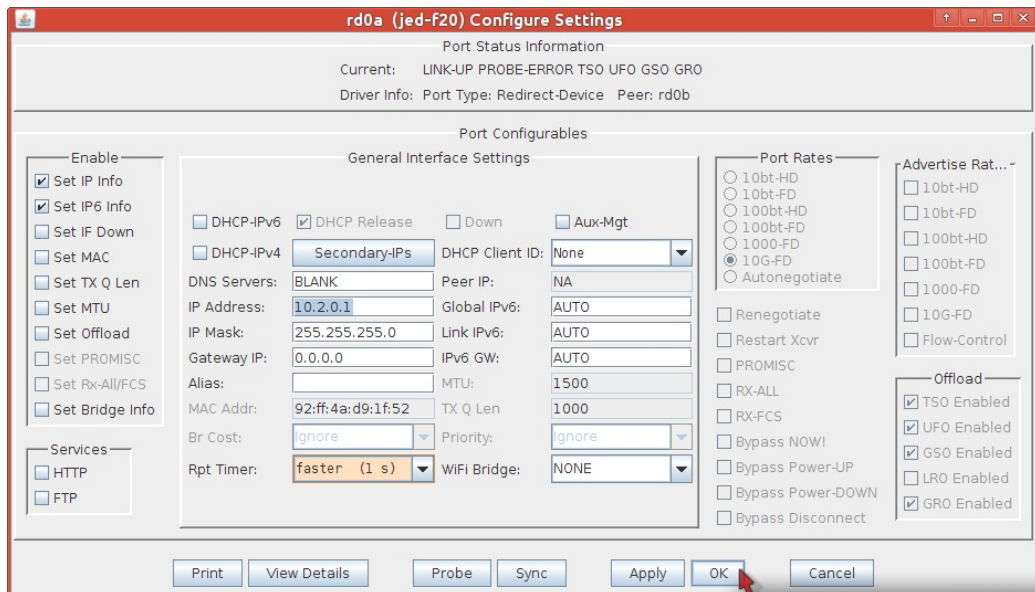 rd0a (jed-f20) Configure Settings
Port Status Information
Current: LINK-UP PROBE-ERROR TSO UFO GSO GRO
Driver Info: Port Type: Redirect-Device Peer: rd0b
Port Configurables
Enable
Set IP Info
Set IP6 Info
Set IF Down
Set MAC
Set TX Q Len
Set MTU
Set Offload
Set PROMISC
Set Rx-All/FCS
Set Bridge Info
Services
HTTP
FTP
General Interface Settings
DHCP-IPv6 DHCP Release Down Aux-Mgt
DHCP-IPv4 Secondary-IPs DHCP Client ID: None
DNS Servers: BLANK Peer IP: NA
IP Address: 10.2.0.1 Global IPv6: AUTO
IP Mask: 255.255.255.0 Link IPv6: AUTO
Gateway IP: 0.0.0.0 IPv6 GW: AUTO
Alias: MTU: 1500
MAC Addr: 92:ff:4a:d9:1f:52 TX Q Len 1000
Br Cost: Ignore Priority: Ignore
Rpt Timer: faster (1 s) WiFi Bridge: NONE
Port Rates
10bt-HD
10bt-FD
100bt-HD
100bt-FD
1000-FD
10G-FD
Autonegotiate
Renegotiate
Restart Xcvr
PROMISC
RX-ALL
RX-FCS
Bypass NOW!
Bypass Power-UP
Bypass Power-DOWN
Bypass Disconnect
Advertise Rat...
10bt-HD
10bt-FD
100bt-HD
100bt-FD
1000-FD
10G-FD
Flow-Control
Offload
TSO Enabled
UFO Enabled
GSO Enabled
LRO Enabled
GRO Enabled
Print View Details Probe Sync Apply OK Cancel